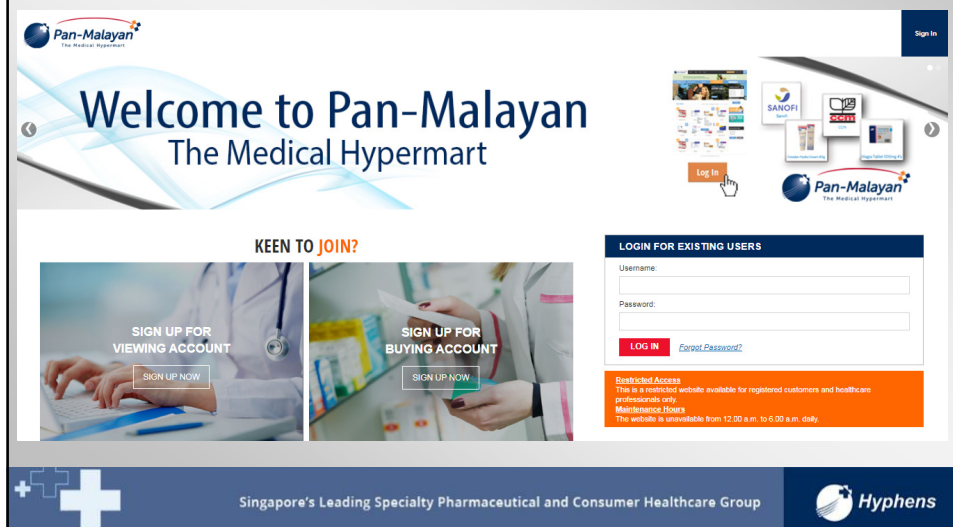 Pan-Malayan
The Medical Hypermart
Sign In
Welcome to Pan-Malayan
The Medical Hypermart
SANOFI
Sanofi
ccm
CCM
Log In
Pan-Malayan
The Medical Hypermart
KEEN TO JOIN?
SIGN UP FOR
VIEWING ACCOUNT
SIGN UP NOW
SIGN UP FOR
BUYING ACCOUNT
SIGN UP NOW
LOGIN FOR EXISTING USERS
Username:
Password:
LOG IN
Forgot Password?
Restricted Access
This is a restricted website available for registered customers and healthcare
professionals only.
Maintenance Hours
The website is unavailable from 12.00 a.m. to 6.00 a.m. daily.
Singapore's Leading Specialty Pharmaceutical and Consumer Healthcare Group
Hyphens